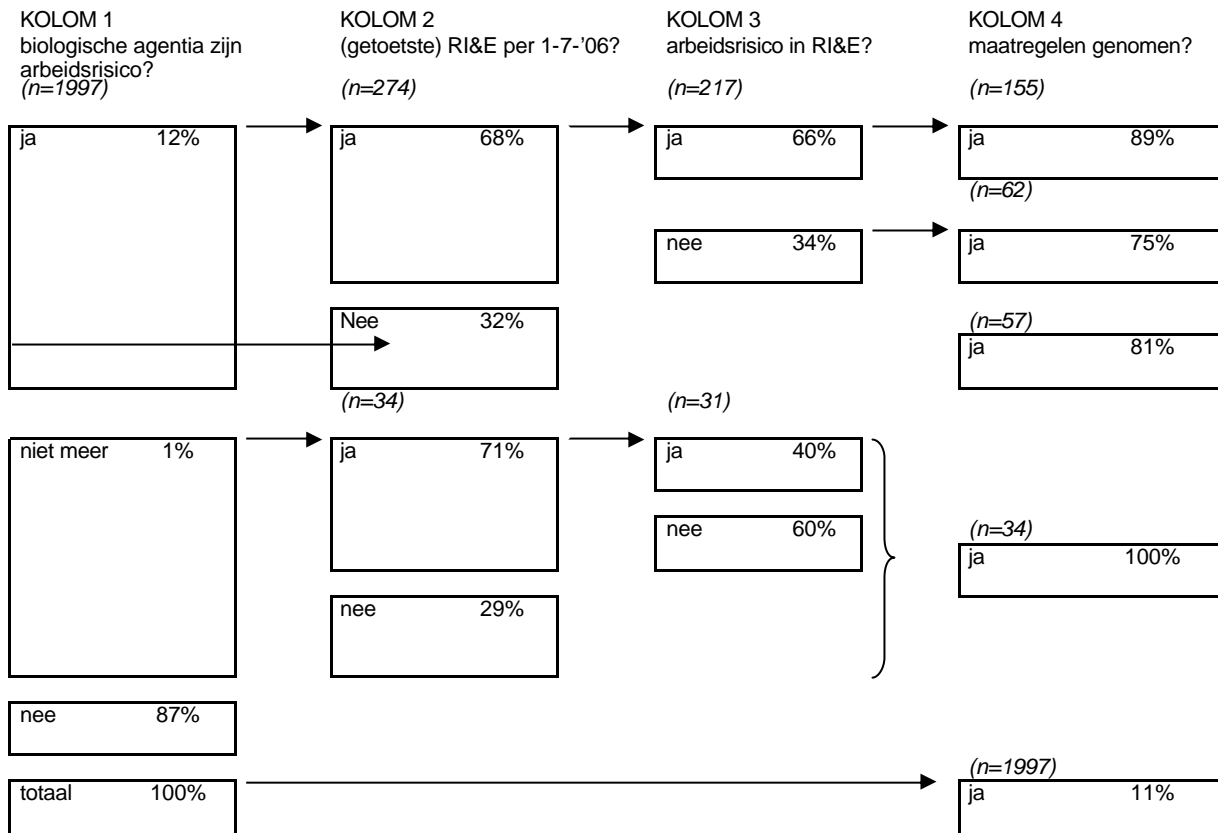 KOLOM 1
biologische agentia zijn
arbeidsrisico?
(n=1997)
KOLOM 2
(getoetste) RI&E per 1-7-'06?
(n=274)
KOLOM 3
arbeidsrisico in RI&E?
(n=217)
KOLOM 4
maatregelen genomen?
(n=155)
ja 12%
ja 68%
ja 66%
ja 89%
(n=62)
nee 34%
ja 75%
Nee 32%
(n=57)
ja 81%
(n=34)
(n=31)
niet meer 1%
ja 71%
ja 40%
nee 60%
(n=34)
ja 100%
nee 29%
nee 87%
(n=1997)
totaal 100%
ja 11%